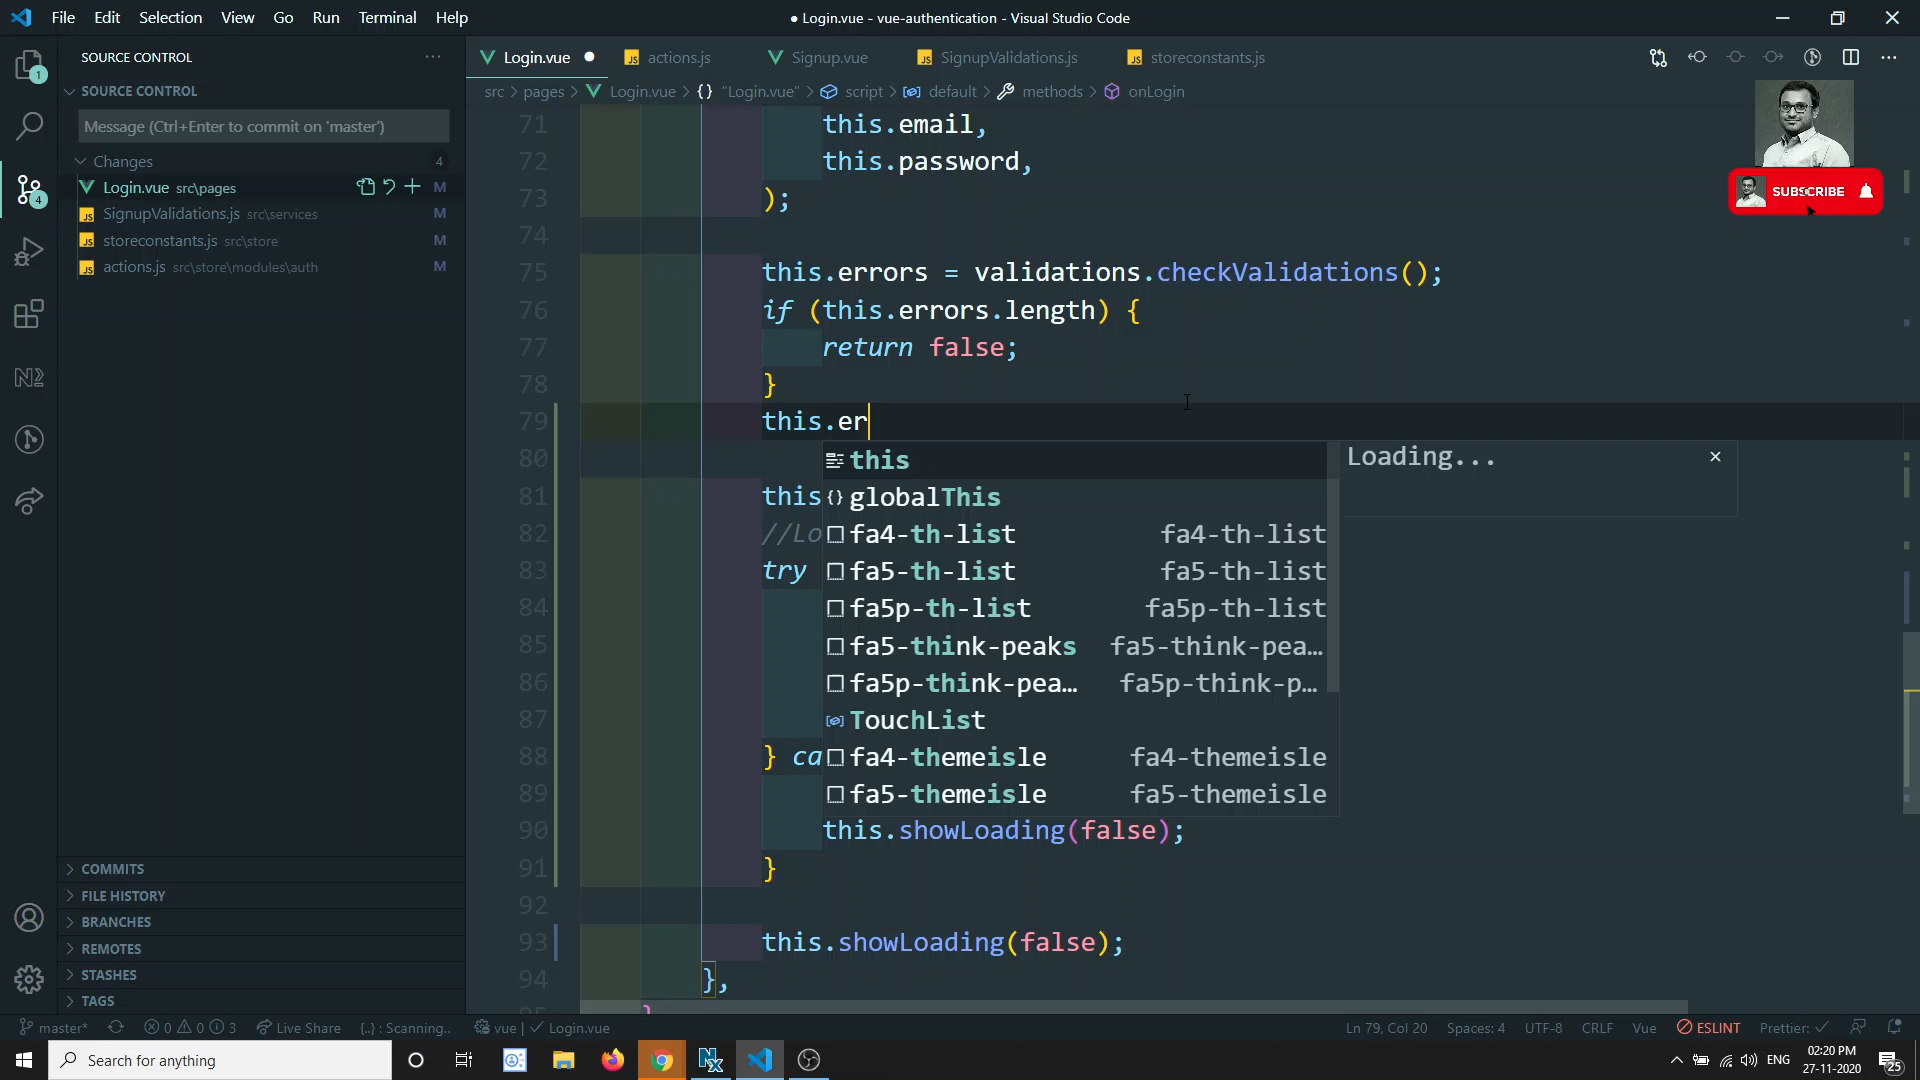 File Edit Selection View Go Run Terminal Help
● Login.vue - vue-authentication - Visual Studio Code
SOURCE CONTROL
Login.vue
actions.js
Signup.vue
SignupValidations.js
storeconstants.js
SOURCE CONTROL
src > pages > Login.vue > {} "Login.vue" > script > default > methods > onLogin
Message (Ctrl+Enter to commit on 'master')
Changes 4
Login.vue src\pages M
SignupValidations.js src\services M
storeconstants.js src\store M
actions.js src\store\modules\auth M
COMMITS
FILE HISTORY
BRANCHES
REMOTES
STASHES
TAGS
1
4
71 this.email,
72 this.password,
73 );
74
75 this.errors = validations.checkValidations();
76 if (this.errors.length) {
77 return false;
78 }
79 this.er
80
81 this
82 //Lo
83 try
84
85
86
87
88 } ca
89
90 this.showLoading(false);
91 }
92
93 this.showLoading(false);
94 },
this
globalThis
fa4-th-list fa4-th-list
fa5-th-list fa5-th-list
fa5p-th-list fa5p-th-list
fa5-think-peaks fa5-think-pea…
fa5p-think-pea… fa5p-think-p…
TouchList
fa4-themeisle fa4-themeisle
fa5-themeisle fa5-themeisle
Loading...
SUBSCRIBE
master* 0 0 3 Live Share {..} : Scanning.. vue | Login.vue
Ln 79, Col 20 Spaces: 4 UTF-8 CRLF Vue ESLINT Prettier: ✓
Search for anything
ENG
02:20 PM
27-11-2020
25